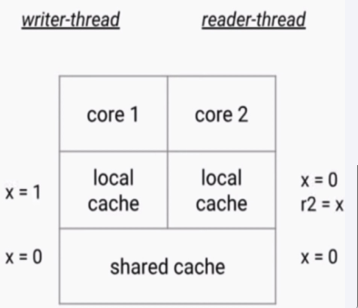 writer-thread reader-thread
core 1 core 2
x = 1 local cache local cache x = 0
r2 = x
x = 0 shared cache x = 0